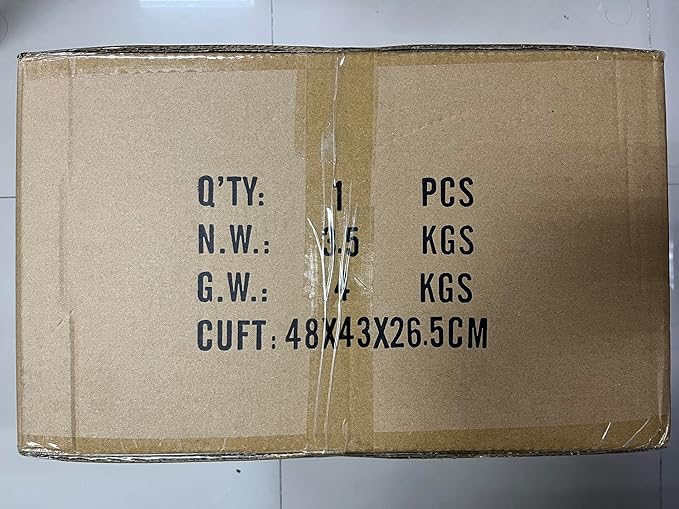 Q'TY: 1 PCS
N.W.: 3.5 KGS
G.W.: 4 KGS
CUFT: 48X43X26.5CM